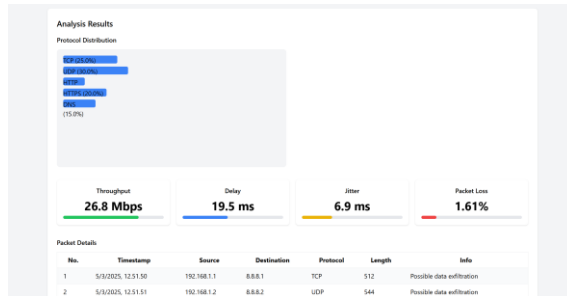 Analysis Results
Protocol Distribution
TCP (25.0%)
UDP (30.0%)
HTTP
HTTPS (20.0%)
DNS
(15.0%)
Throughput Delay Jitter Packet Loss
26.8 Mbps 19.5 ms 6.9 ms 1.61%
Packet Details
No. Timestamp Source Destination Protocol Length Info
1 5/3/2025, 12.51.50 192.168.1.1 8.8.8.1 TCP 512 Possible data exfiltration
2 5/3/2025, 12.51.51 192.168.1.2 8.8.8.2 UDP 544 Possible data exfiltration